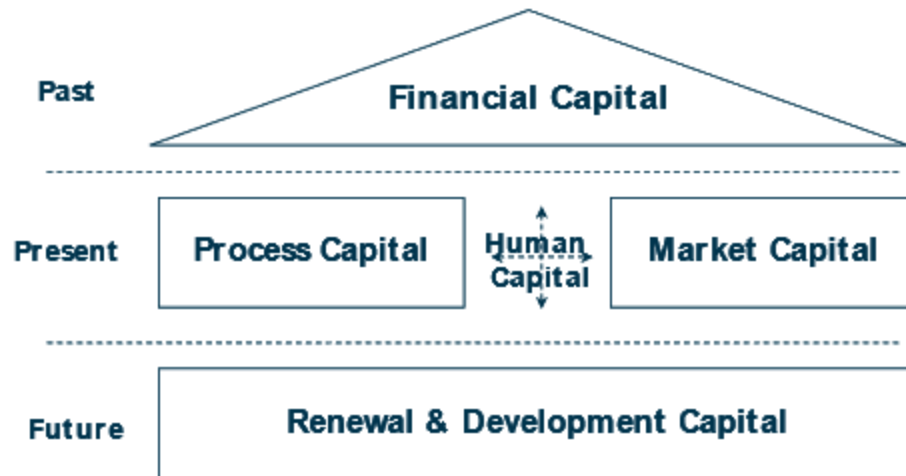 Past
Financial Capital
Present
Process Capital
Human
Capital
Market Capital
Future
Renewal & Development Capital